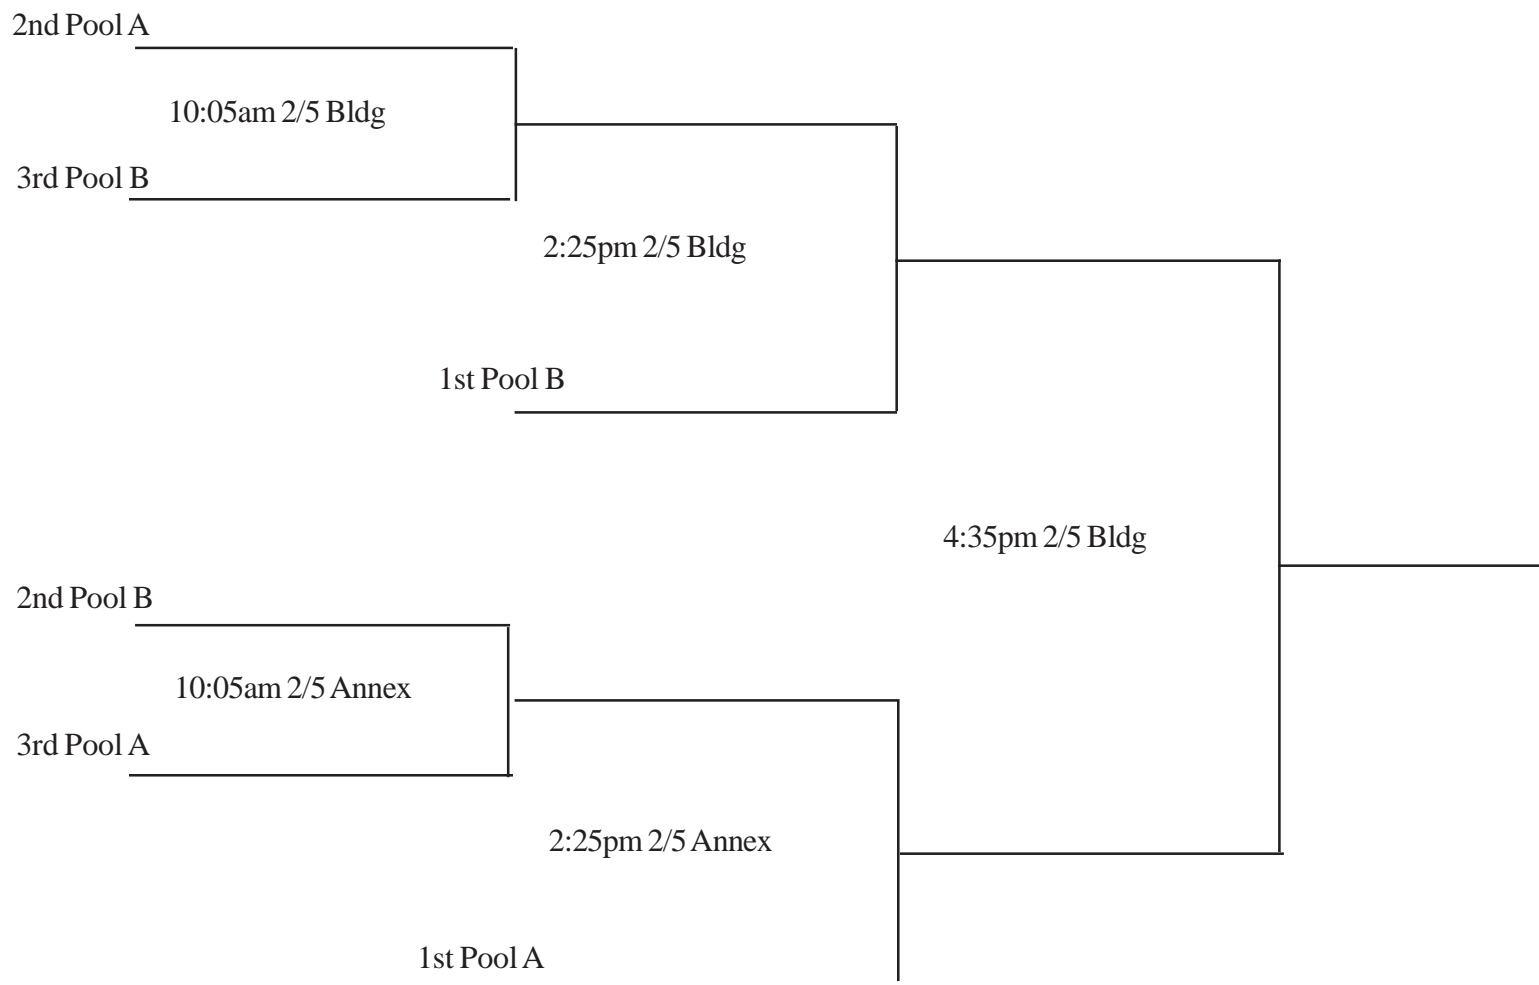 2nd Pool A
10:05am 2/5 Bldg
3rd Pool B
2:25pm 2/5 Bldg
1st Pool B
4:35pm 2/5 Bldg
2nd Pool B
10:05am 2/5 Annex
3rd Pool A
2:25pm 2/5 Annex
1st Pool A